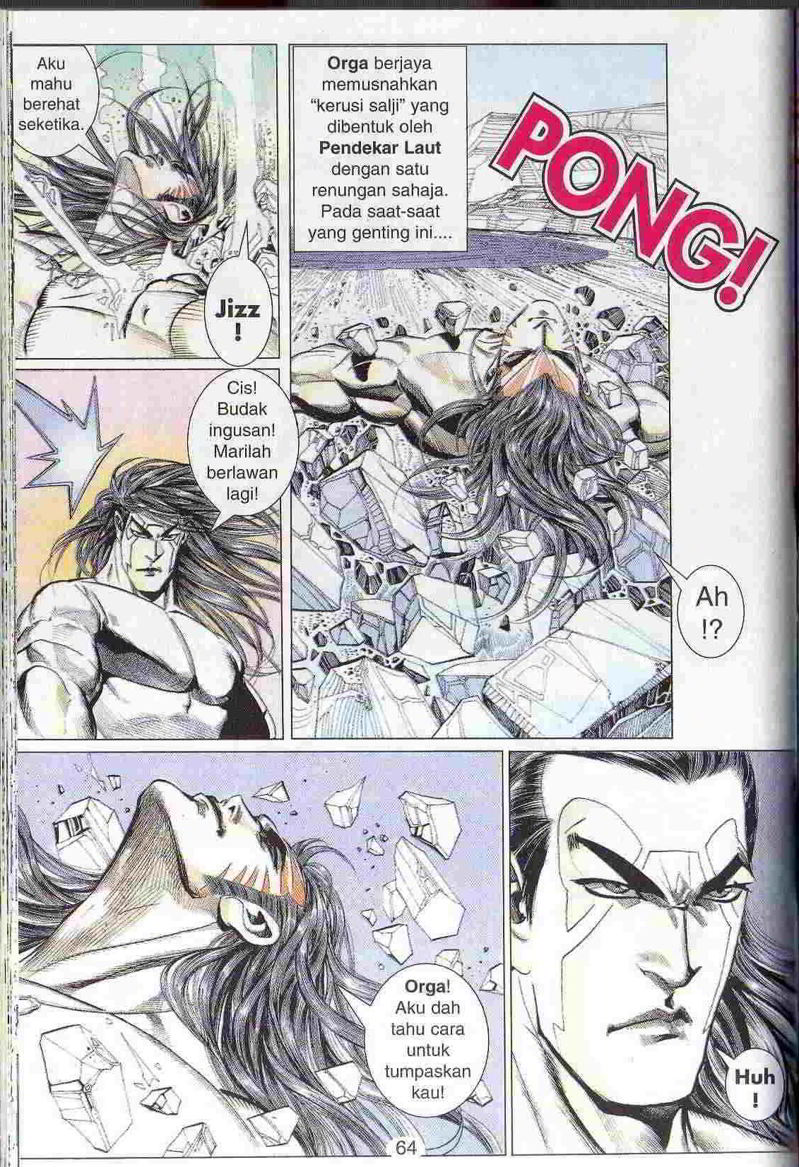 Aku
mahu
berehat
seketika.
Jizz
!
Orga berjaya
memusnahkan
“kerusi salji” yang
dibentuk oleh
Pendekar Laut
dengan satu
renungan sahaja.
Pada saat-saat
yang genting ini....
PONG!
Cis!
Budak
ingusan!
Marilah
berlawan
lagi!
Ah
!?
Orga!
Aku dah
tahu cara
untuk
tumpaskan
kau!
Huh
!
64